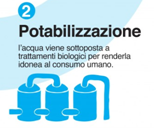 2
Potabilizzazione
l'acqua viene sottoposta a
trattamenti biologici per renderla
idonea al consumo umano.